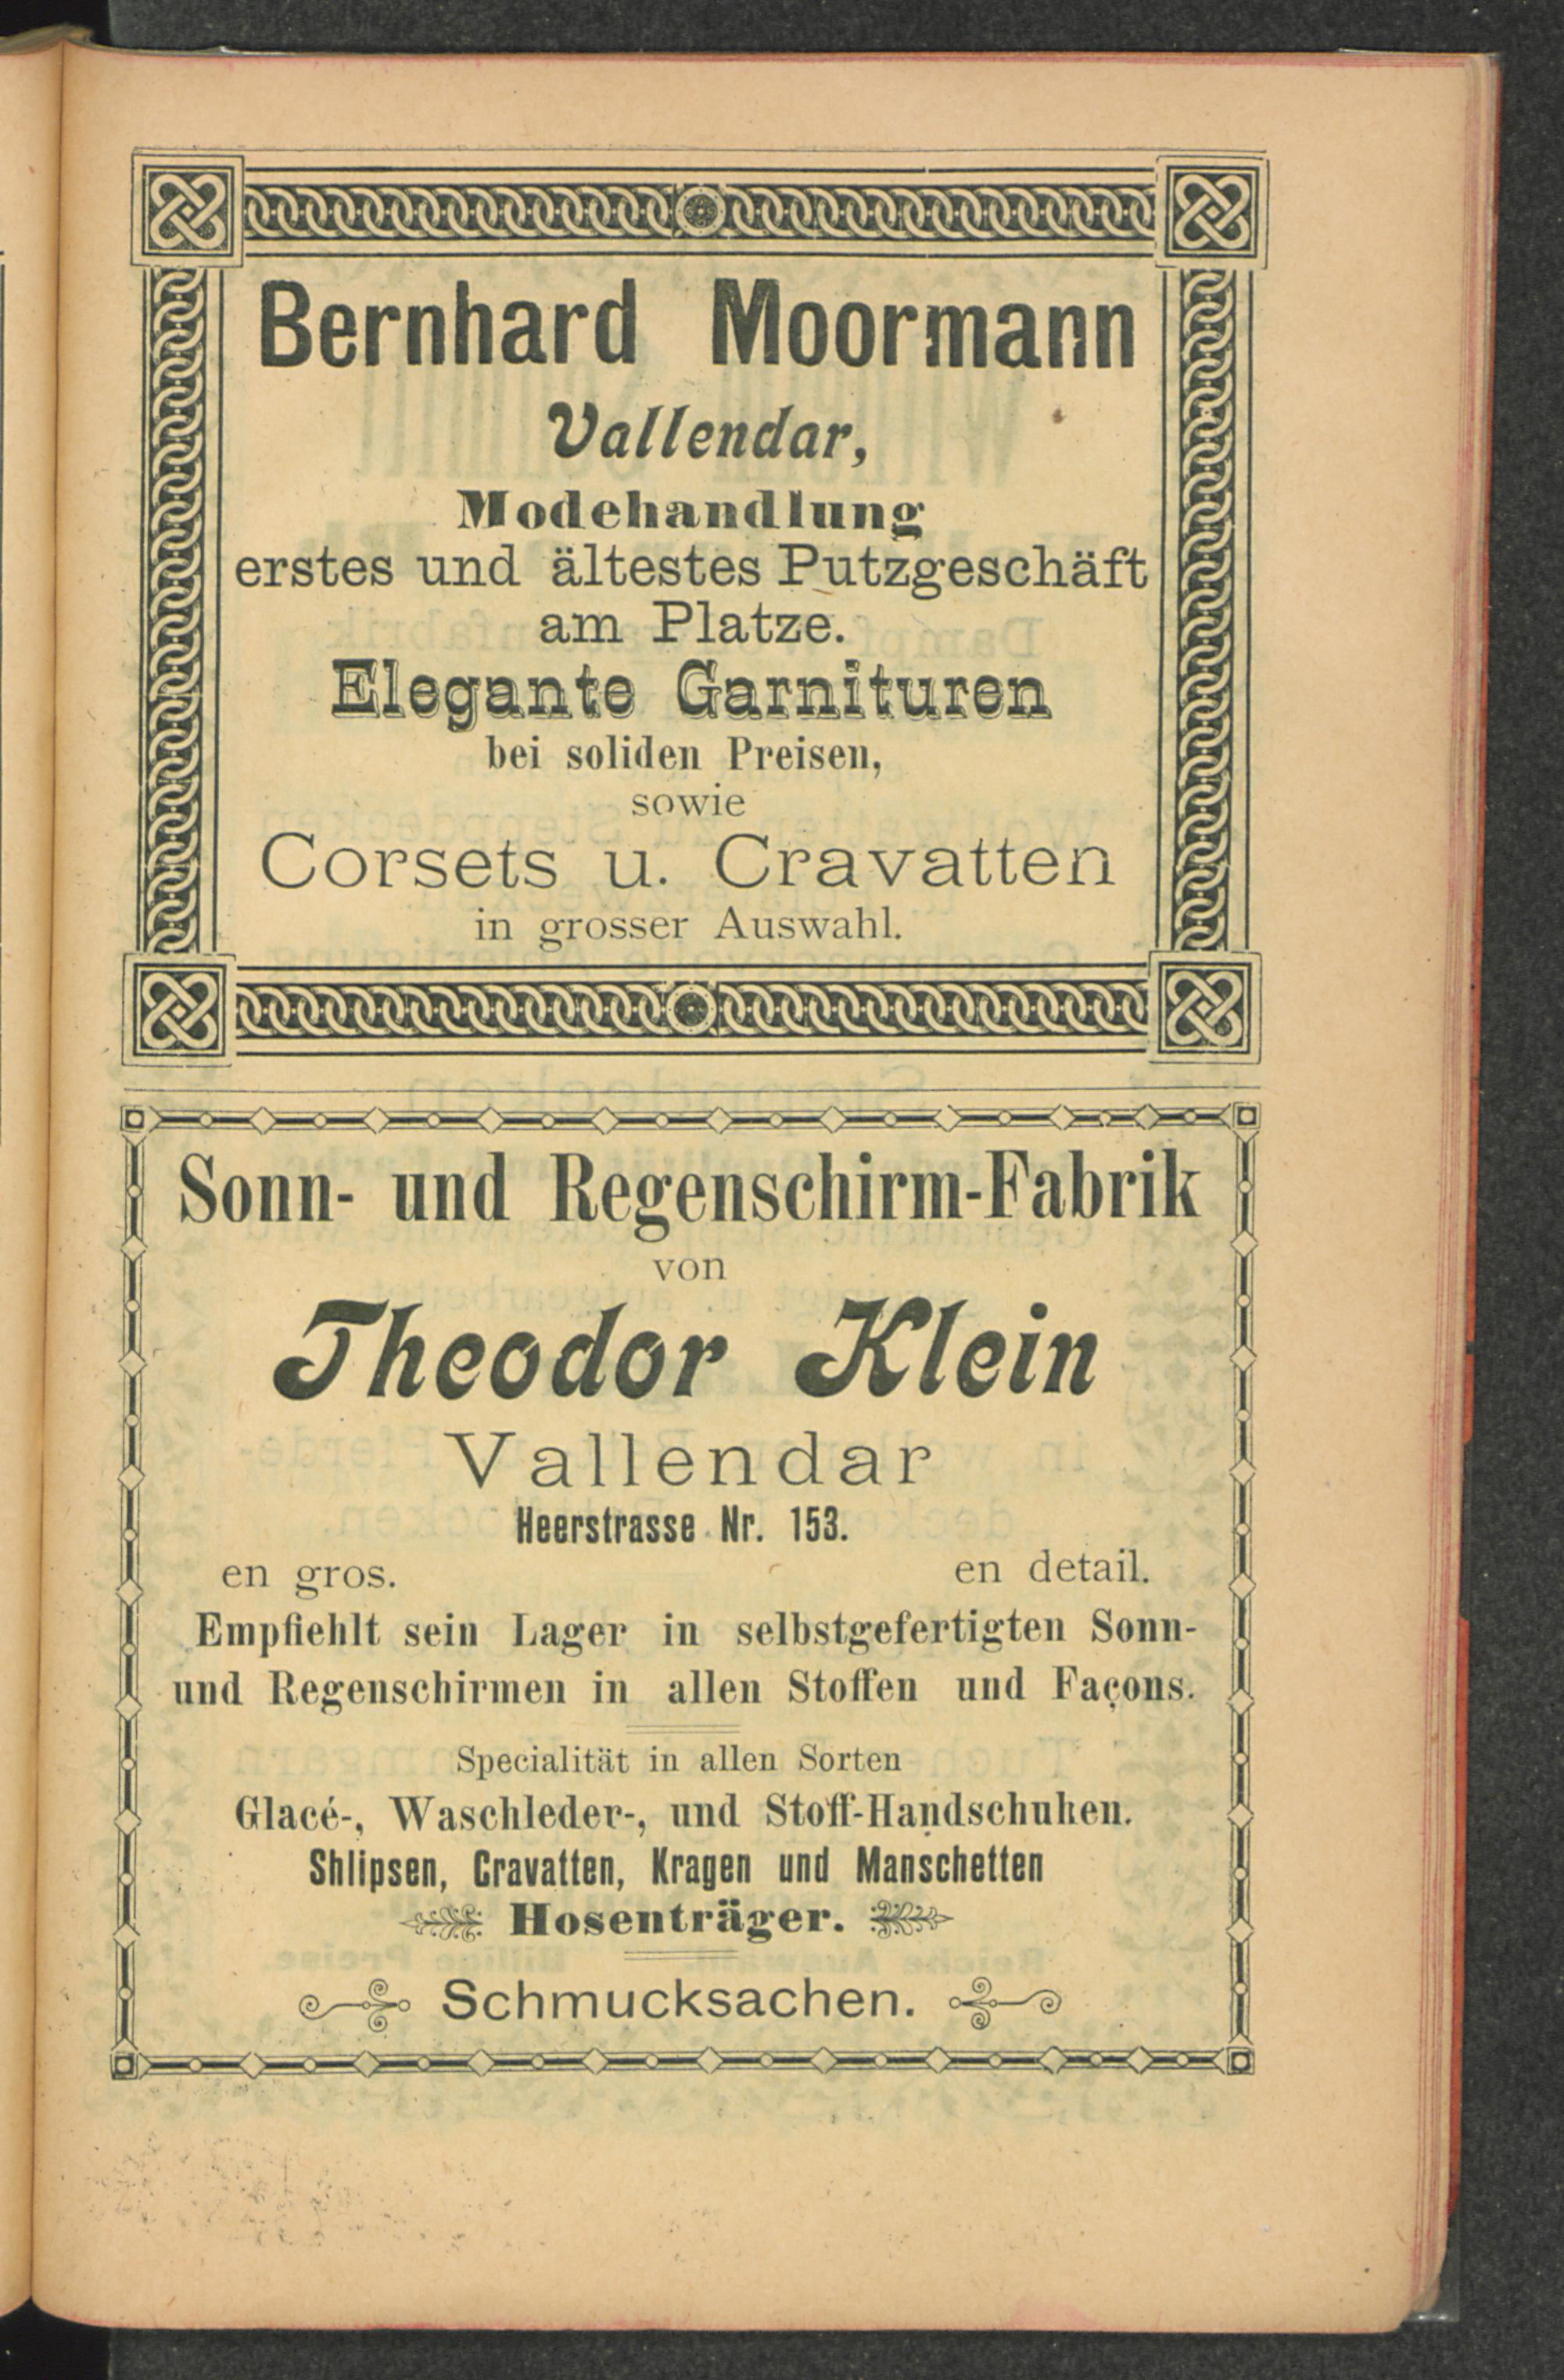 Bernhard Moormann
Vallendar,
Modehandlung
erstes und ältestes Putzgeschäft
am Platze.
Elegante Garnituren
bei soliden Preisen,
sowie
Corsets u. Cravatten
in grosser Auswahl.
Sonn- und Regenschirm-Fabrik
von
Theodor Klein
Vallendar
Heerstrasse Nr. 153.
en gros. en detail.
Empfiehlt sein Lager in selbstgefertigten Sonn-
und Regenschirmen in allen Stoffen und Façons.
Specialität in allen Sorten
Glacé-, Waschleder-, und Stoff-Handschuhen.
Shlipsen, Cravatten, Kragen und Manschetten
Hosenträger.
Schmucksachen.